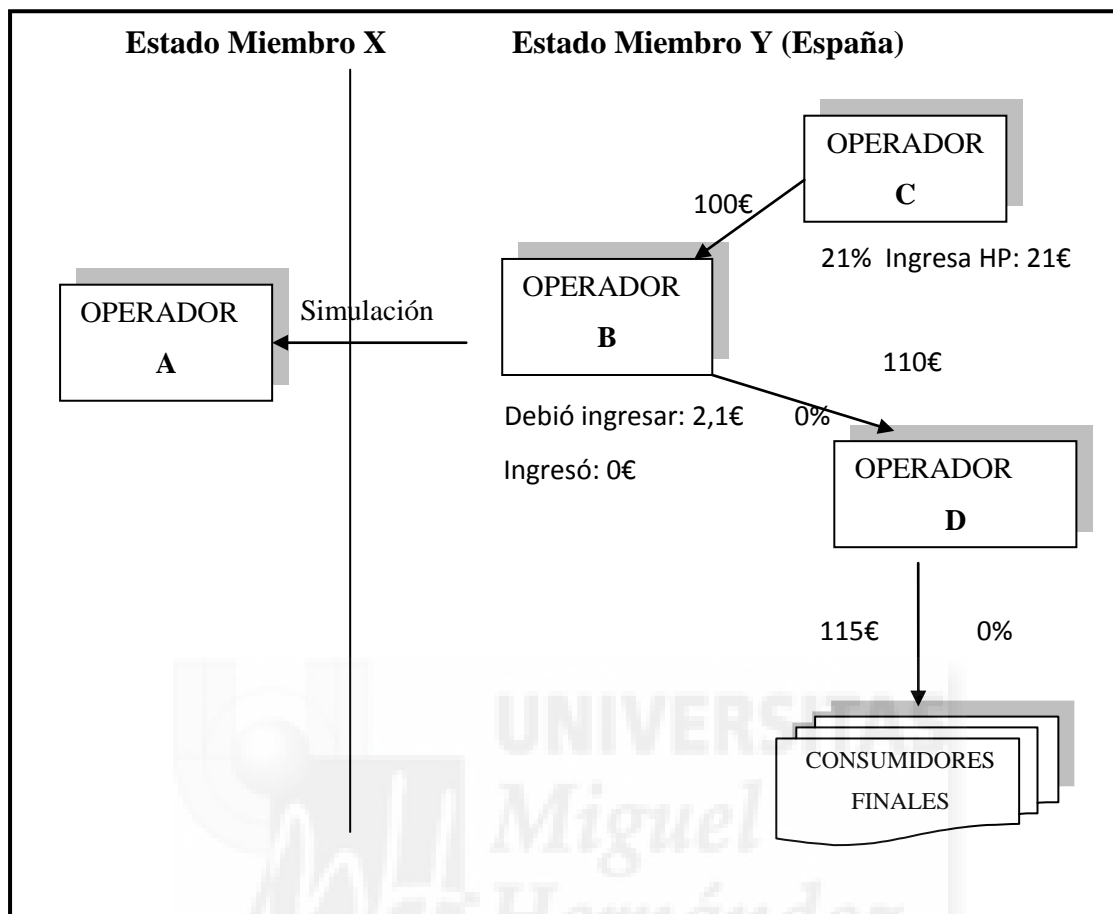 Estado Miembro X
Estado Miembro Y (España)
OPERADOR
C
100€
21% Ingresa HP: 21€
OPERADOR
B
Simulación
OPERADOR
A
110€
Debió ingresar: 2,1€ 0%
Ingresó: 0€
OPERADOR
D
115€ 0%
CONSUMIDORES
FINALES
UNIVERSITAS
Miguel
Hernández